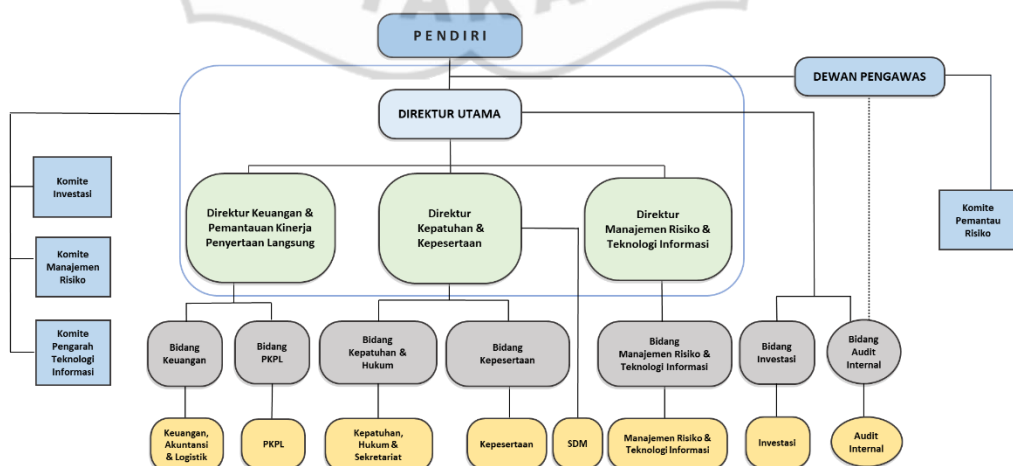 TAKA
PENDIRI
DEWAN PENGAWAS
DIREKTUR UTAMA
Komite
Investasi
Direktur Keuangan &
Pemantauan Kinerja
Penyertaan Langsung
Direktur
Kepatuhan &
Kepesertaan
Direktur
Manajemen Risiko &
Teknologi Informasi
Komite
Pemantau
Risiko
Komite
Manajemen
Risiko
Komite
Pengarah
Teknologi
Informasi
Bidang
Keuangan
Bidang
PKPL
Bidang
Kepatuhan &
Hukum
Bidang
Kepesertaan
Bidang
Manajemen Risiko &
Teknologi Informasi
Bidang
Investasi
Bidang
Audit
Internal
Keuangan,
Akuntansi
& Logistik
PKPL
Kepatuhan,
Hukum &
Sekretariat
Kepesertaan
SDM
Manajemen Risiko &
Teknologi Informasi
Investasi
Audit
Internal